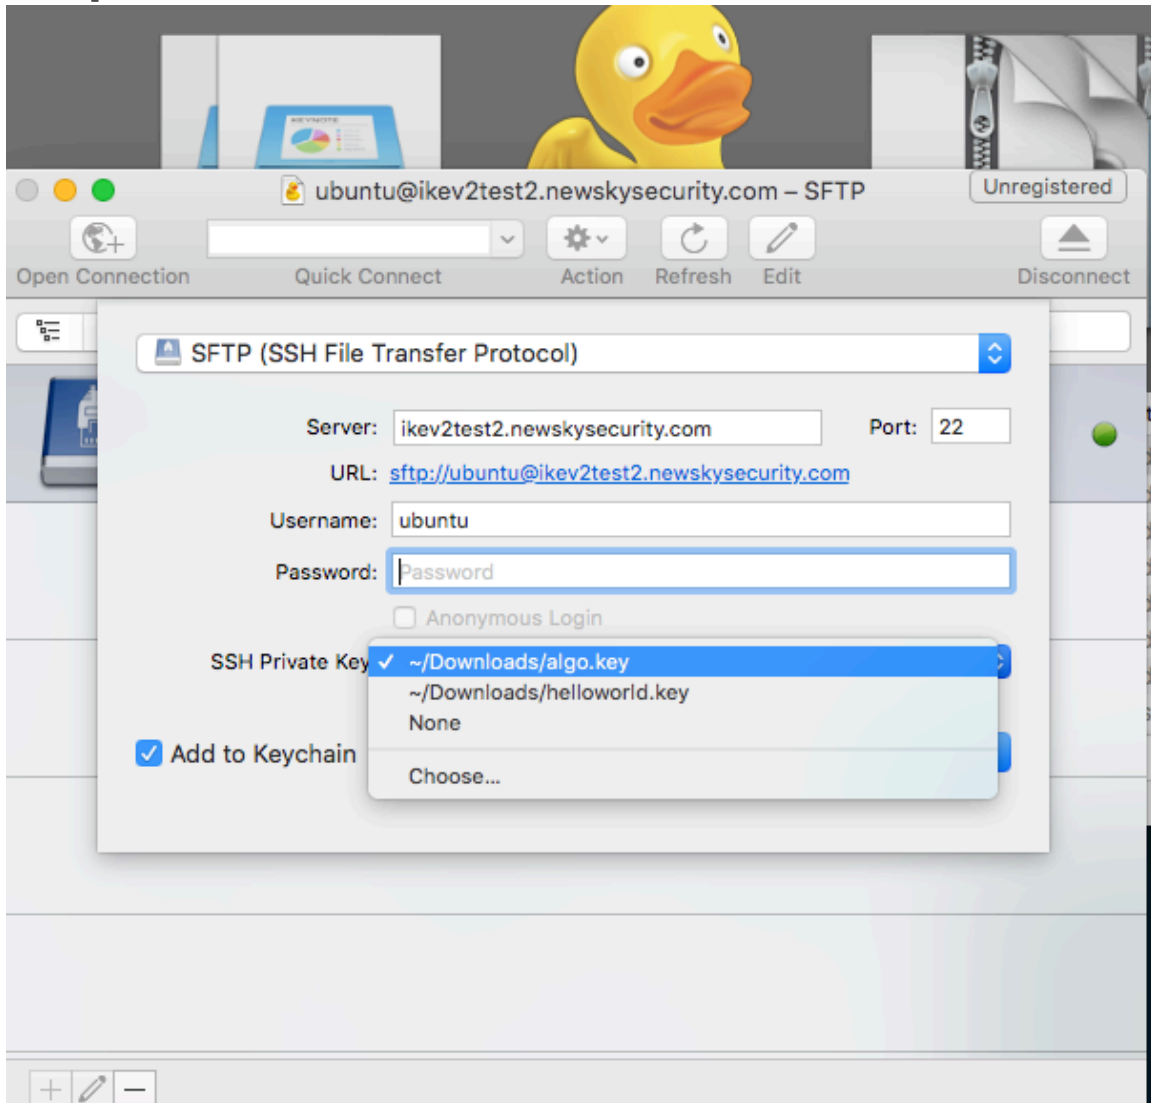 KEYNOTE
ubuntu@ikev2test2.newskysecurity.com – SFTP
Unregistered
Open Connection
Quick Connect
Action
Refresh
Edit
Disconnect
SFTP (SSH File Transfer Protocol)
Server: ikev2test2.newskysecurity.com Port: 22
URL: sftp://ubuntu@ikev2test2.newskysecurity.com
Username: ubuntu
Password: Password
Anonymous Login
SSH Private Key ✓ ~/Downloads/algo.key
~/Downloads/helloworld.key
None
Add to Keychain
Choose...